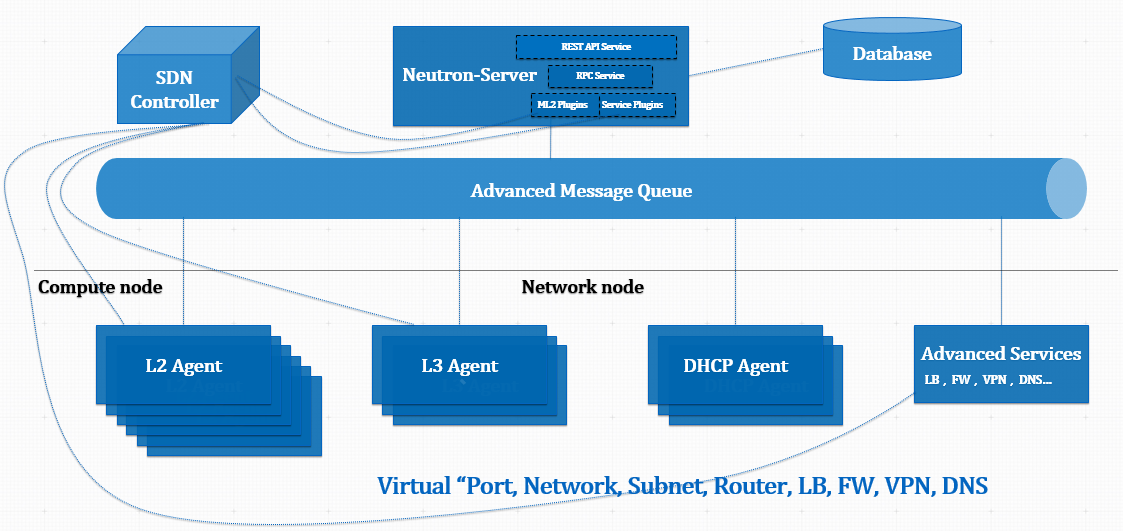 SDN
Controller
Neutron-Server
REST API Service
RPC Service
ML2 Plugins
Service Plugins
Database
Advanced Message Queue
Compute node
Network node
L2 Agent
L3 Agent
DHCP Agent
Advanced Services
LB , FW , VPN , DNS...
Virtual “Port, Network, Subnet, Router, LB, FW, VPN, DNS